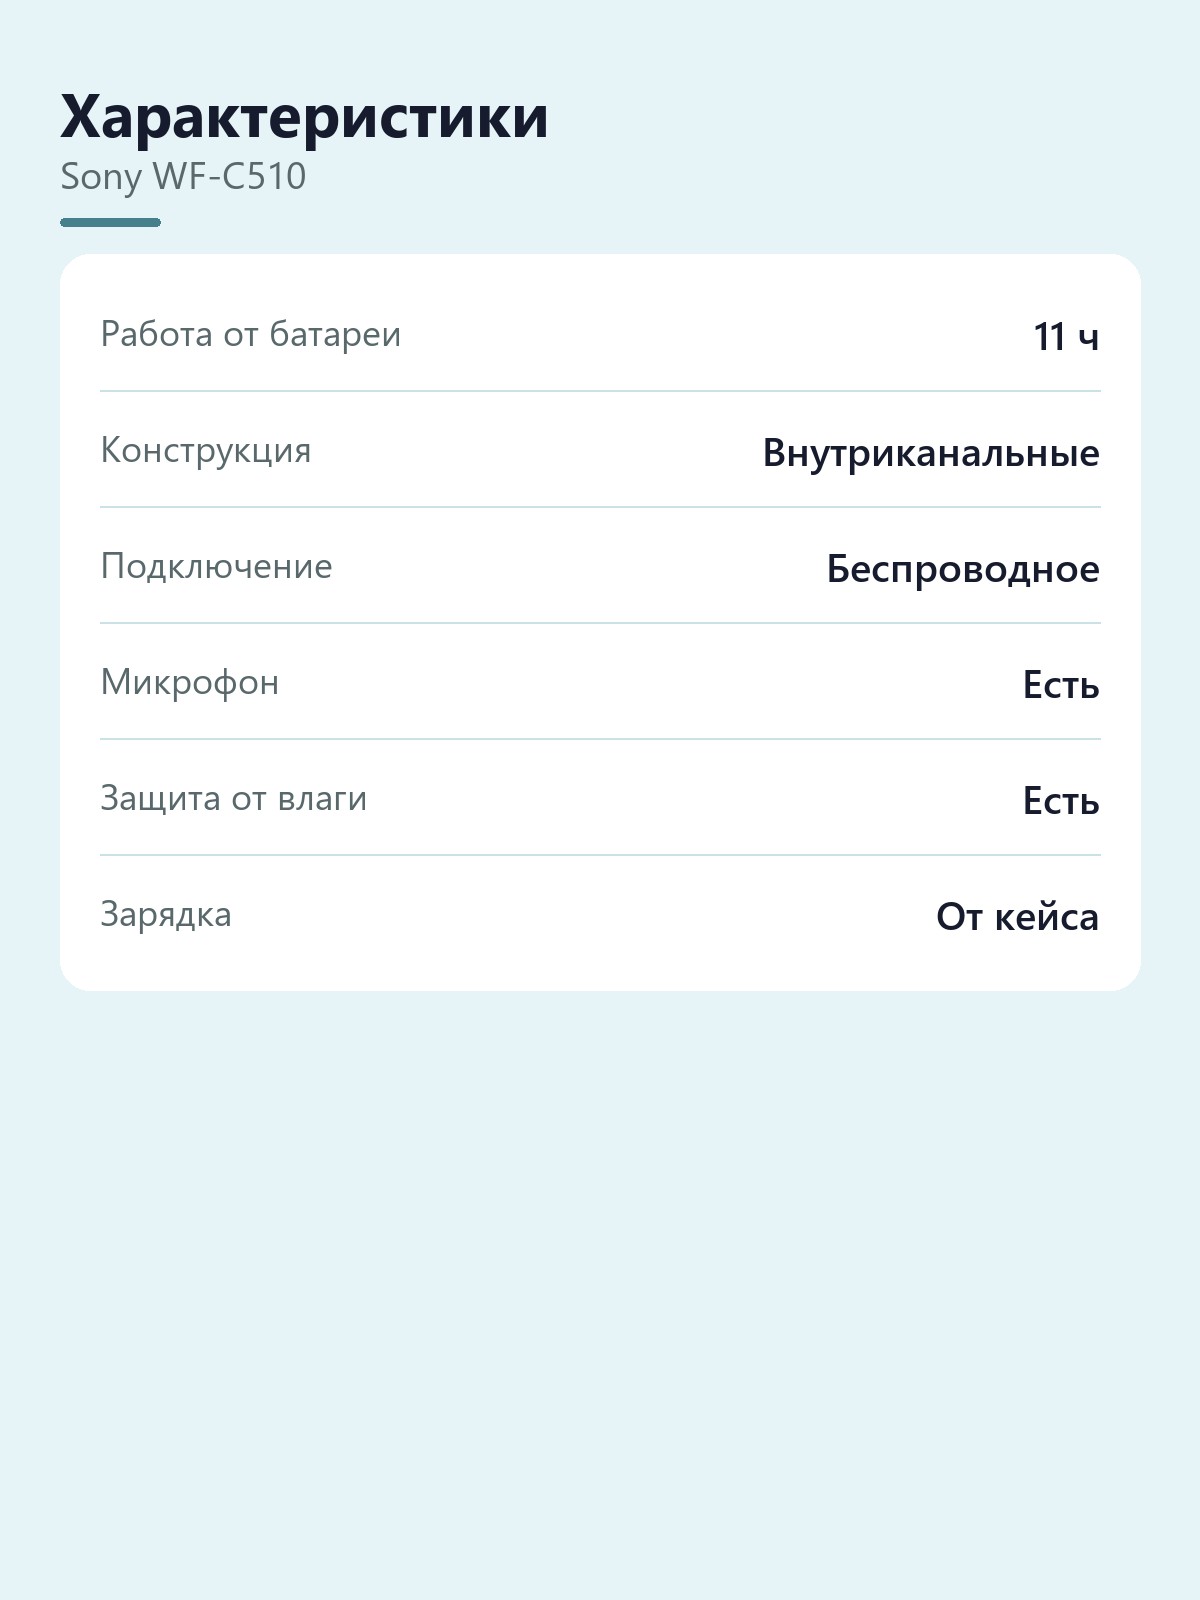 Характеристики
Sony WF-C510
Работа от батареи 11 ч
Конструкция Внутриканальные
Подключение Беспроводное
Микрофон Есть
Защита от влаги Есть
Зарядка От кейса